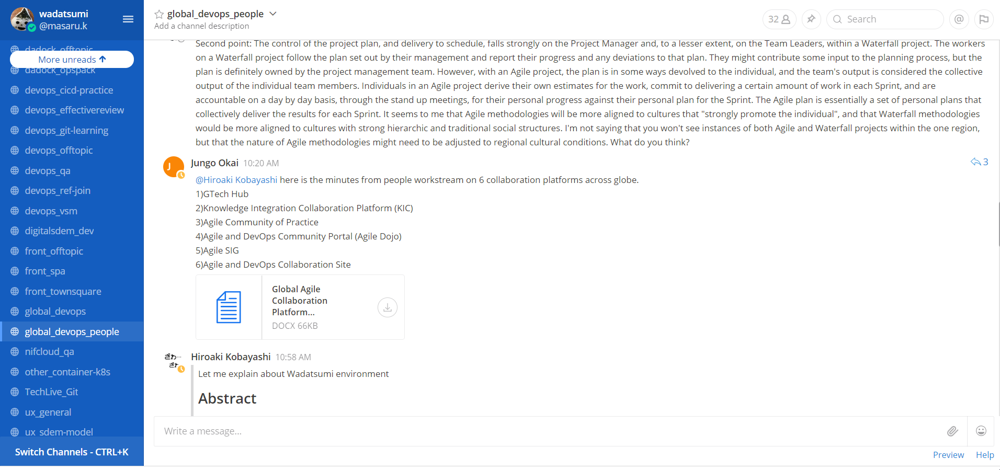 wadatsumi
@masaru.k
dadock_offtopic
More unreads
dadock_opspack
devops_cicd-practice
devops_effectivereview
devops_git-learning
devops_offtopic
devops_qa
devops_ref-join
devops_vsm
digitalsdem_dev
front_offtopic
front_spa
front_townsquare
global_devops
global_devops_people
nifcloud_qa
other_container-k8s
TechLive_Git
ux_general
ux_sdem-model
Switch Channels - CTRL+K
global_devops_people
Add a channel description
32
Search
@
Second point: The control of the project plan, and delivery to schedule, falls strongly on the Project Manager and, to a lesser extent, on the Team Leaders, within a Waterfall project. The workers
on a Waterfall project follow the plan set out by their management and report their progress and any deviations to that plan. They might contribute some input to the planning process, but the
plan is definitely owned by the project management team. However, with an Agile project, the plan is in some ways devolved to the individual, and the team's output is considered the collective
output of the individual team members. Individuals in an Agile project derive their own estimates for the work, commit to delivering a certain amount of work in each Sprint, and are
accountable on a day by day basis, through the stand up meetings, for their personal progress against their personal plan for the Sprint. The Agile plan is essentially a set of personal plans that
collectively deliver the results for each Sprint. It seems to me that Agile methodologies will be more aligned to cultures that "strongly promote the individual", and that Waterfall methodologies
would be more aligned to cultures with strong hierarchic and traditional social structures. I'm not saying that you won't see instances of both Agile and Waterfall projects within the one region,
but that the nature of Agile methodologies might need to be adjusted to regional cultural conditions. What do you think?
J
Jungo Okai 10:20 AM
3
@Hiroaki Kobayashi here is the minutes from people workstream on 6 collaboration platforms across globe.
1)GTech Hub
2)Knowledge Integration Collaboration Platform (KIC)
3)Agile Community of Practice
4)Agile and DevOps Community Portal (Agile Dojo)
5)Agile SIG
6)Agile and DevOps Collaboration Site
Global Agile
Collaboration
Platform...
DOCX 66KB
ざわ…
ざわ
Hiroaki Kobayashi 10:58 AM
Let me explain about Wadatsumi environment
Abstract
Write a message...
Preview Help